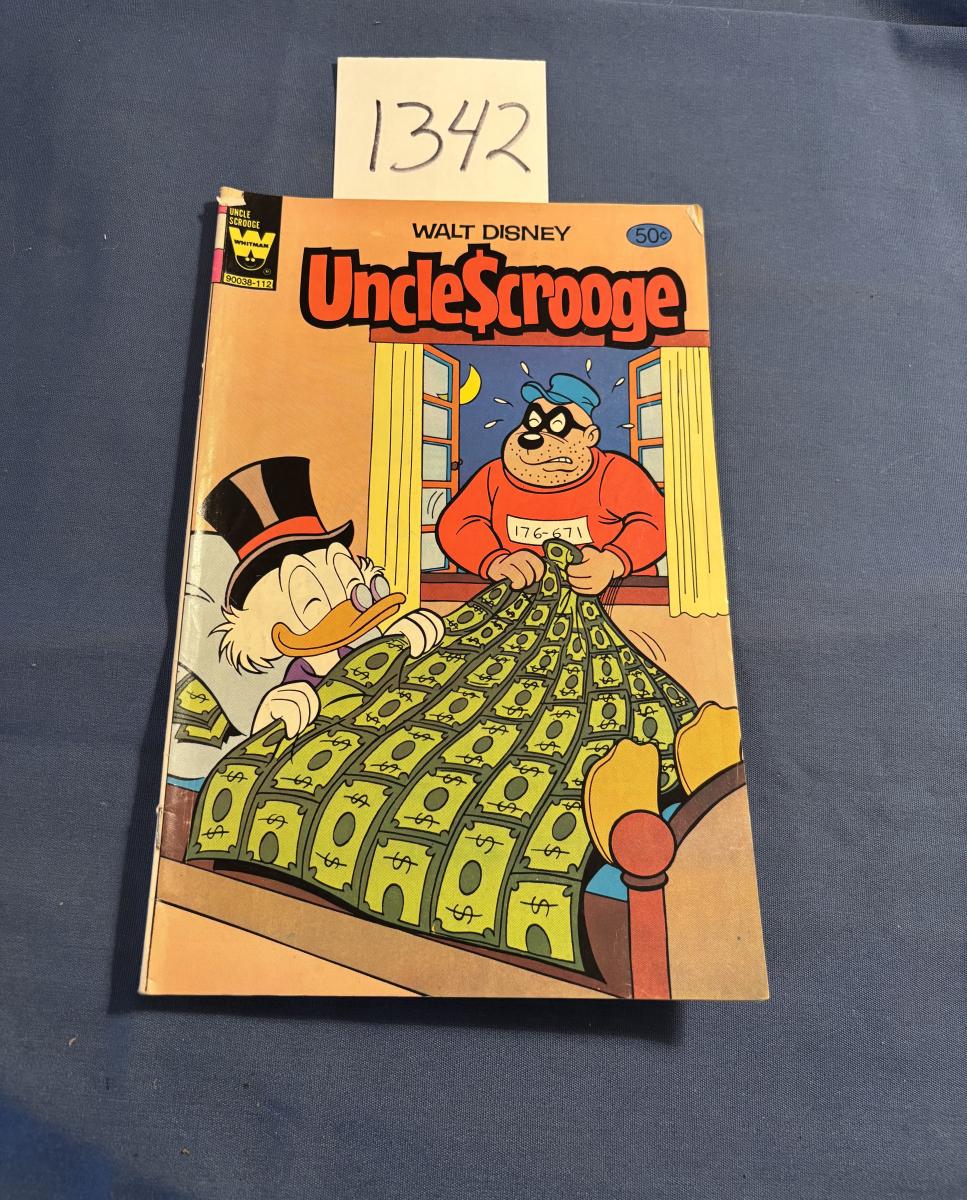 1342
UNCLE
SCROOGE
WHITMAN
®
90038-112
WALT DISNEY
50¢
Uncle$crooge
176-671